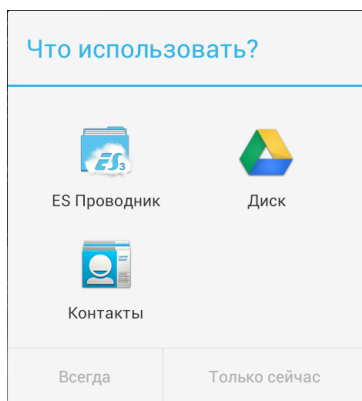 Что использовать?
ES Проводник
Диск
Контакты
Всегда
Только сейчас